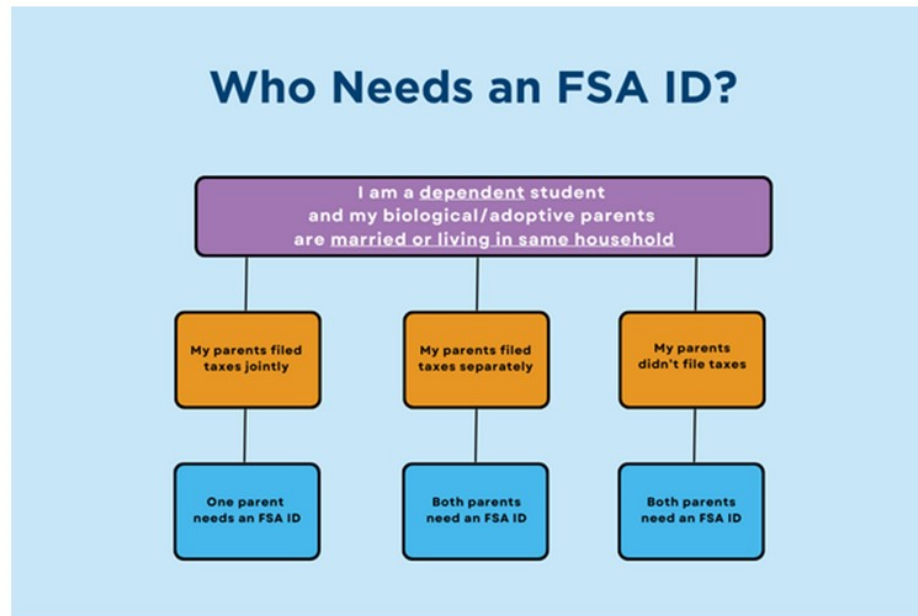 Who Needs an FSA ID?
I am a dependent student
and my biological/adoptive parents
are married or living in same household
My parents filed
taxes jointly
My parents filed
taxes separately
My parents
didn't file taxes
One parent
needs an FSA ID
Both parents
need an FSA ID
Both parents
need an FSA ID